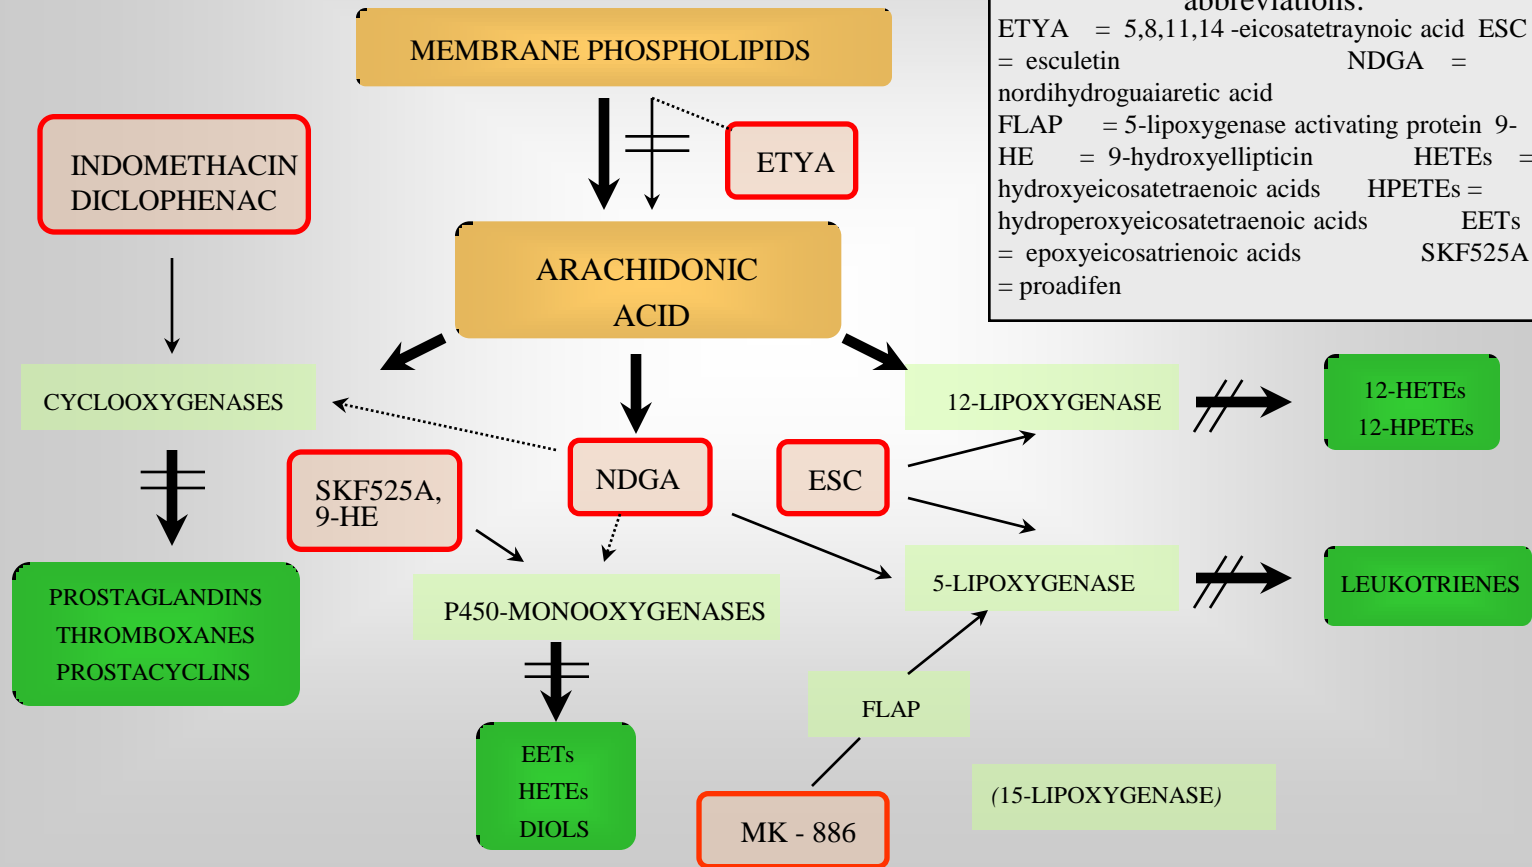 abbreviations:
ETYA = 5,8,11,14 -eicosatetraynoic acid ESC
= esculetin NDGA =
nordihydroguaiaretic acid
FLAP = 5-lipoxygenase activating protein 9-
HE = 9-hydroxyellipticin HETEs =
hydroxyeicosatetraenoic acids HPETEs =
hydroperoxyeicosatetraenoic acids EETs
= epoxyeicosatrienoic acids SKF525A
= proadifen
MEMBRANE PHOSPHOLIPIDS
INDOMETHACIN
DICLOPHENAC
ETYA
ARACHIDONIC
ACID
CYCLOOXYGENASES
12-LIPOXYGENASE
12-HETEs
12-HPETEs
SKF525A,
9-HE
NDGA
ESC
PROSTAGLANDINS
THROMBOXANES
PROSTACYCLINS
P450-MONOOXYGENASES
5-LIPOXYGENASE
LEUKOTRIENES
FLAP
EETs
HETEs
DIOLS
MK - 886
(15-LIPOXYGENASE)